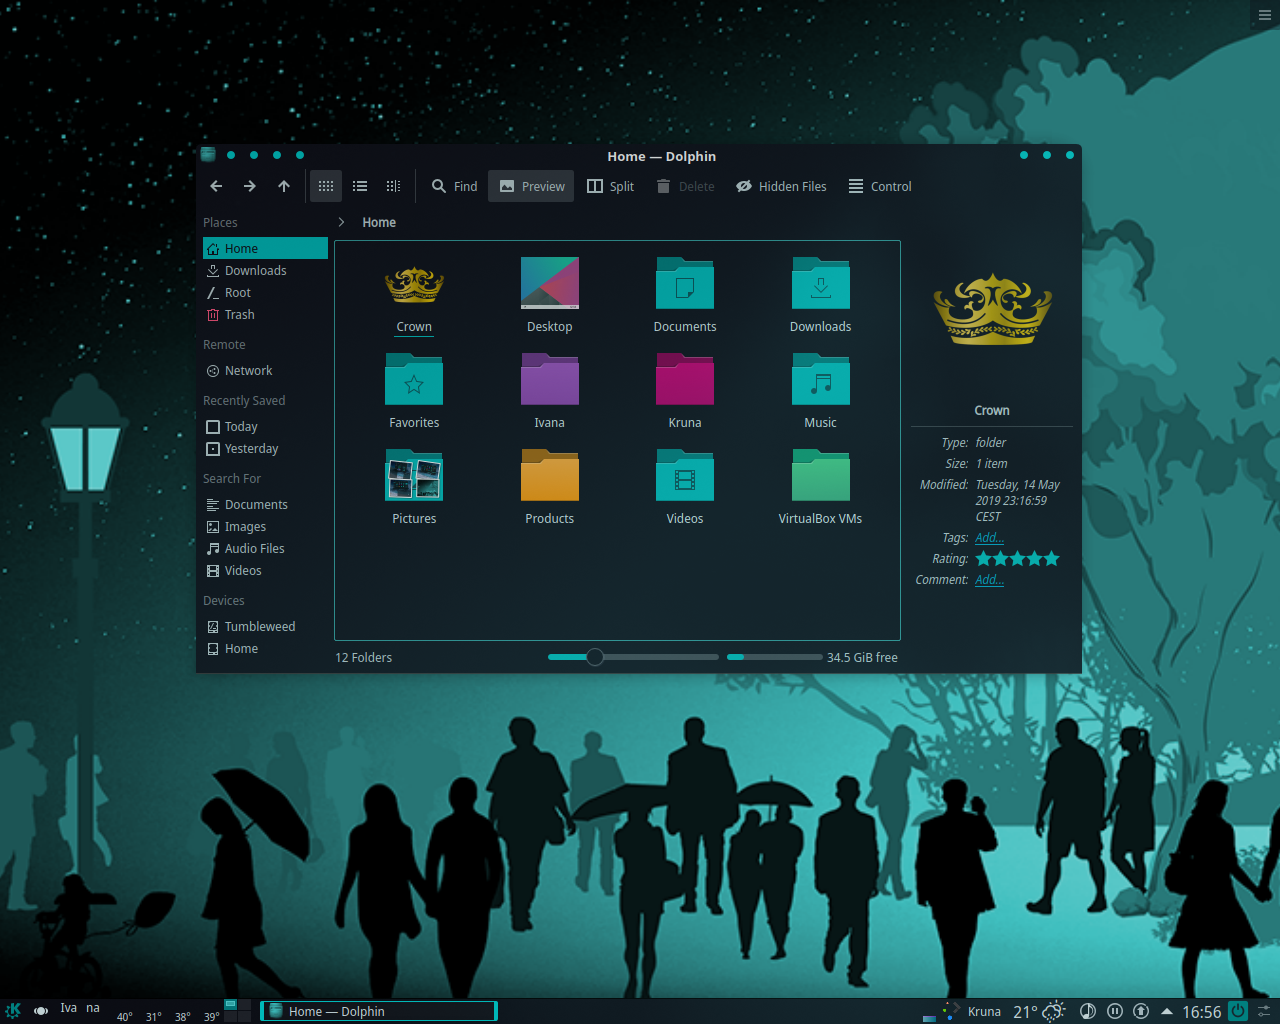 Home — Dolphin
Find Preview Split Delete Hidden Files Control
Places
Home
Downloads
Root
Trash
Remote
Network
Recently Saved
Today
Yesterday
Search For
Documents
Images
Audio Files
Videos
Devices
Tumbleweed
Home
Home
Crown Desktop Documents Downloads
Favorites Ivana Kruna Music
Pictures Products Videos VirtualBox VMs
12 Folders 34.5 GiB free
Crown
Type: folder
Size: 1 item
Modified: Tuesday, 14 May
2019 23:16:59
CEST
Tags: Add...
Rating:
Comment: Add...
Iva na 40° 31° 38° 39° Home — Dolphin Kruna 21° 16:56